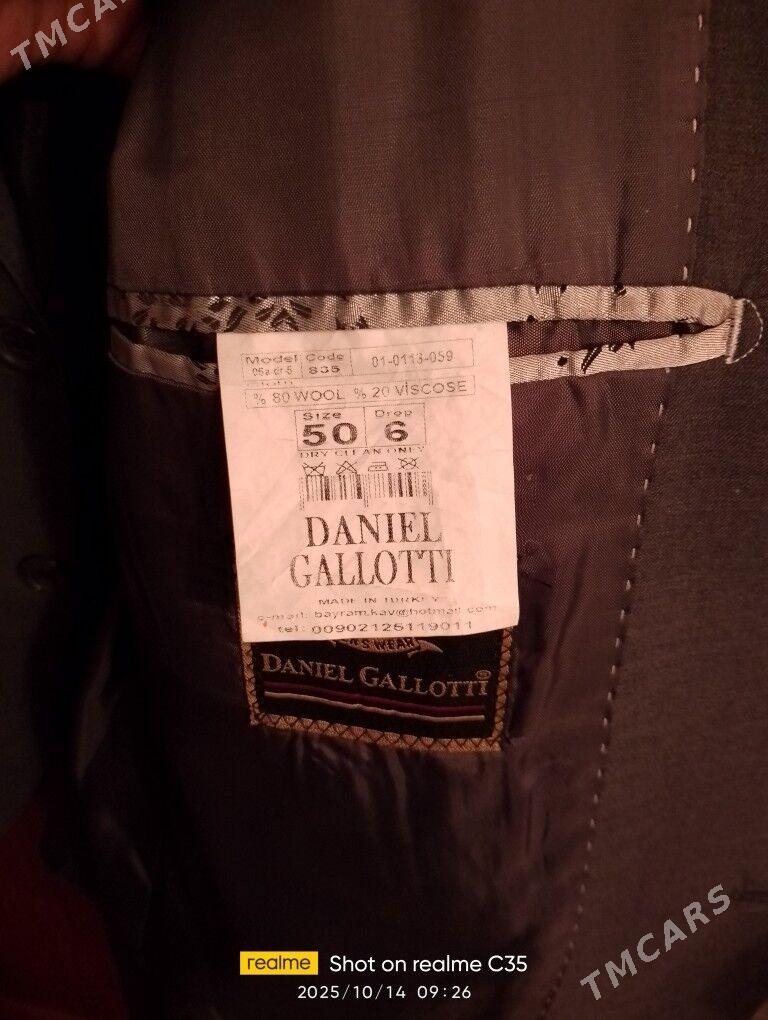 TMCARS
Model Code 01-0113-059
835
% 80 WOOL % 20 VİSCOSE
Size Drop
50 6
DRY CLEAN ONLY
DANIEL
GALLOTTI
MADE IN TURKEY
e-mail: bayram.kav@hotmail.com
tel: 00902125119011
DANIEL GALLOTTI®
realme Shot on realme C35
2025/10/14 09:26
TMCARS